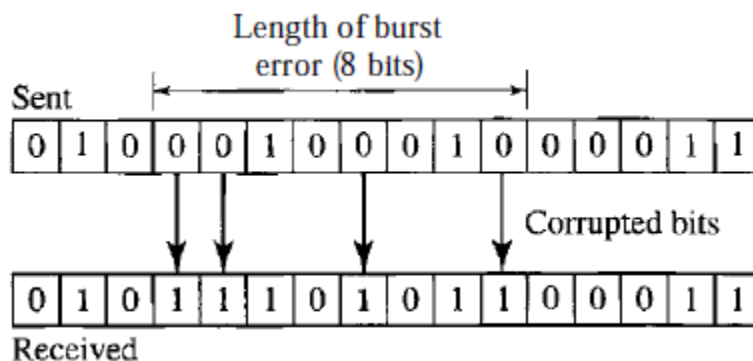 Length of burst
error (8 bits)
Sent
0 1 0 0 0 1 0 0 0 1 0 0 0 0 1 1
Corrupted bits
0 1 0 1 1 1 0 1 0 1 1 0 0 0 1 1
Received